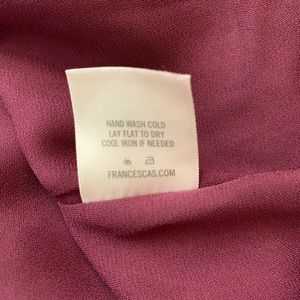 HAND WASH COLD
LAY FLAT TO DRY
COOL IRON IF NEEDED
FRANCESCAS.COM